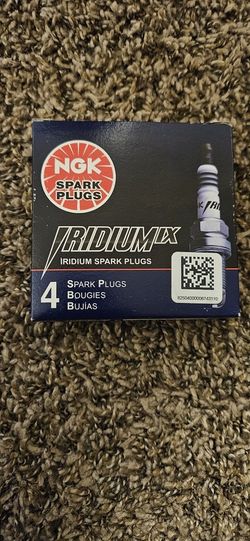 NGK
SPARK
PLUGS
IRIDIUM IX
IRIDIUM SPARK PLUGS
4
SPARK PLUGS
BOUGIES
BUJÍAS